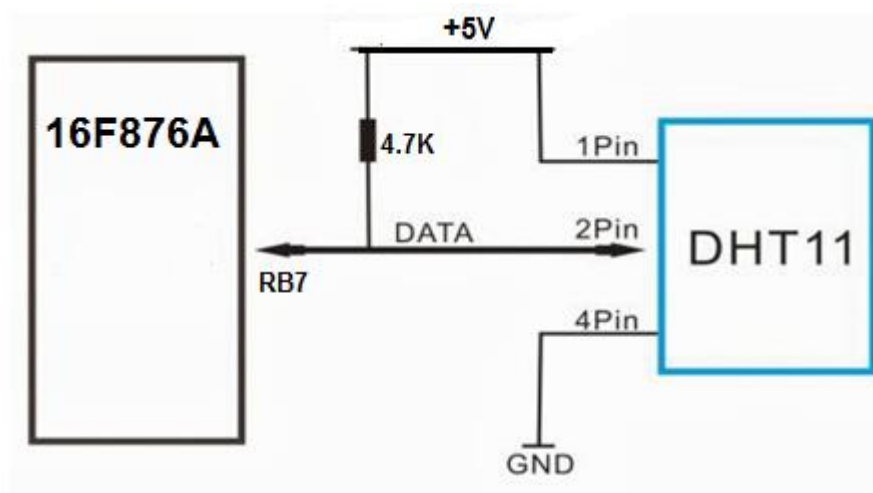 +5V
16F876A
4.7K
1Pin
DATA
2Pin
DHT11
RB7
4Pin
GND